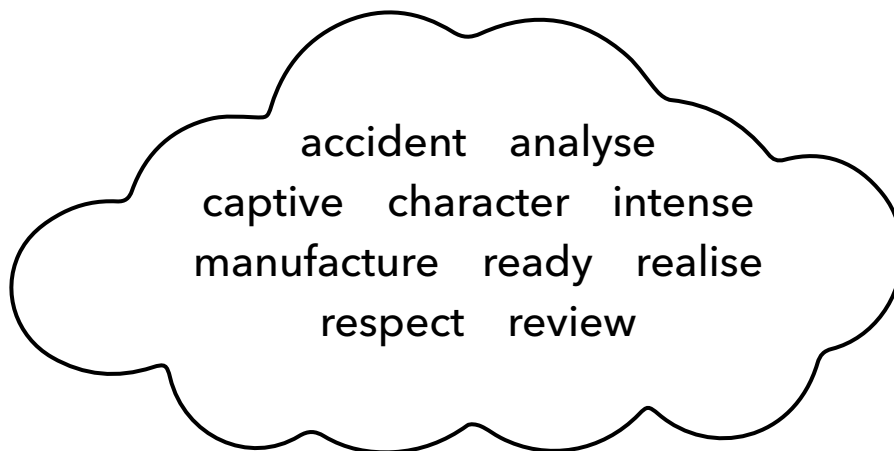 accident analyse
captive character intense
manufacture ready realise
respect review